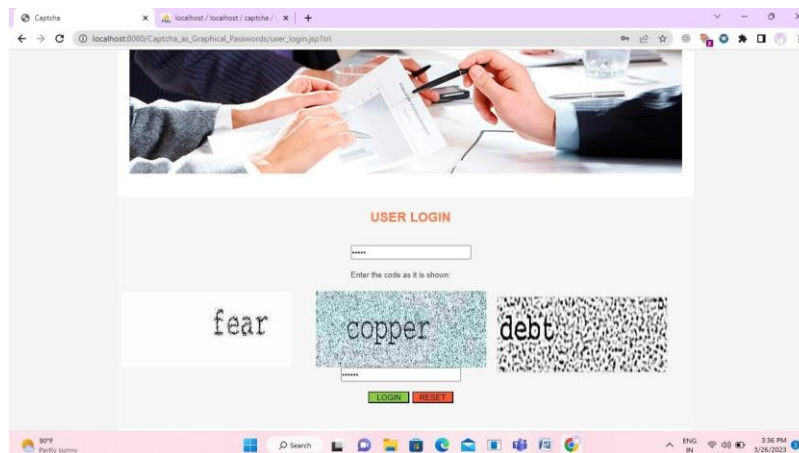 Captcha
localhost / localhost / captcha /
localhost:8080/Captcha_as_Graphical_Passwords/user_login.jsp?sri
USER LOGIN
•••••
Enter the code as it is shown:
fear copper debt
••••••
LOGIN RESET
90°F
Partly sunny
Search
ENG
IN
3:36 PM
3/26/2023